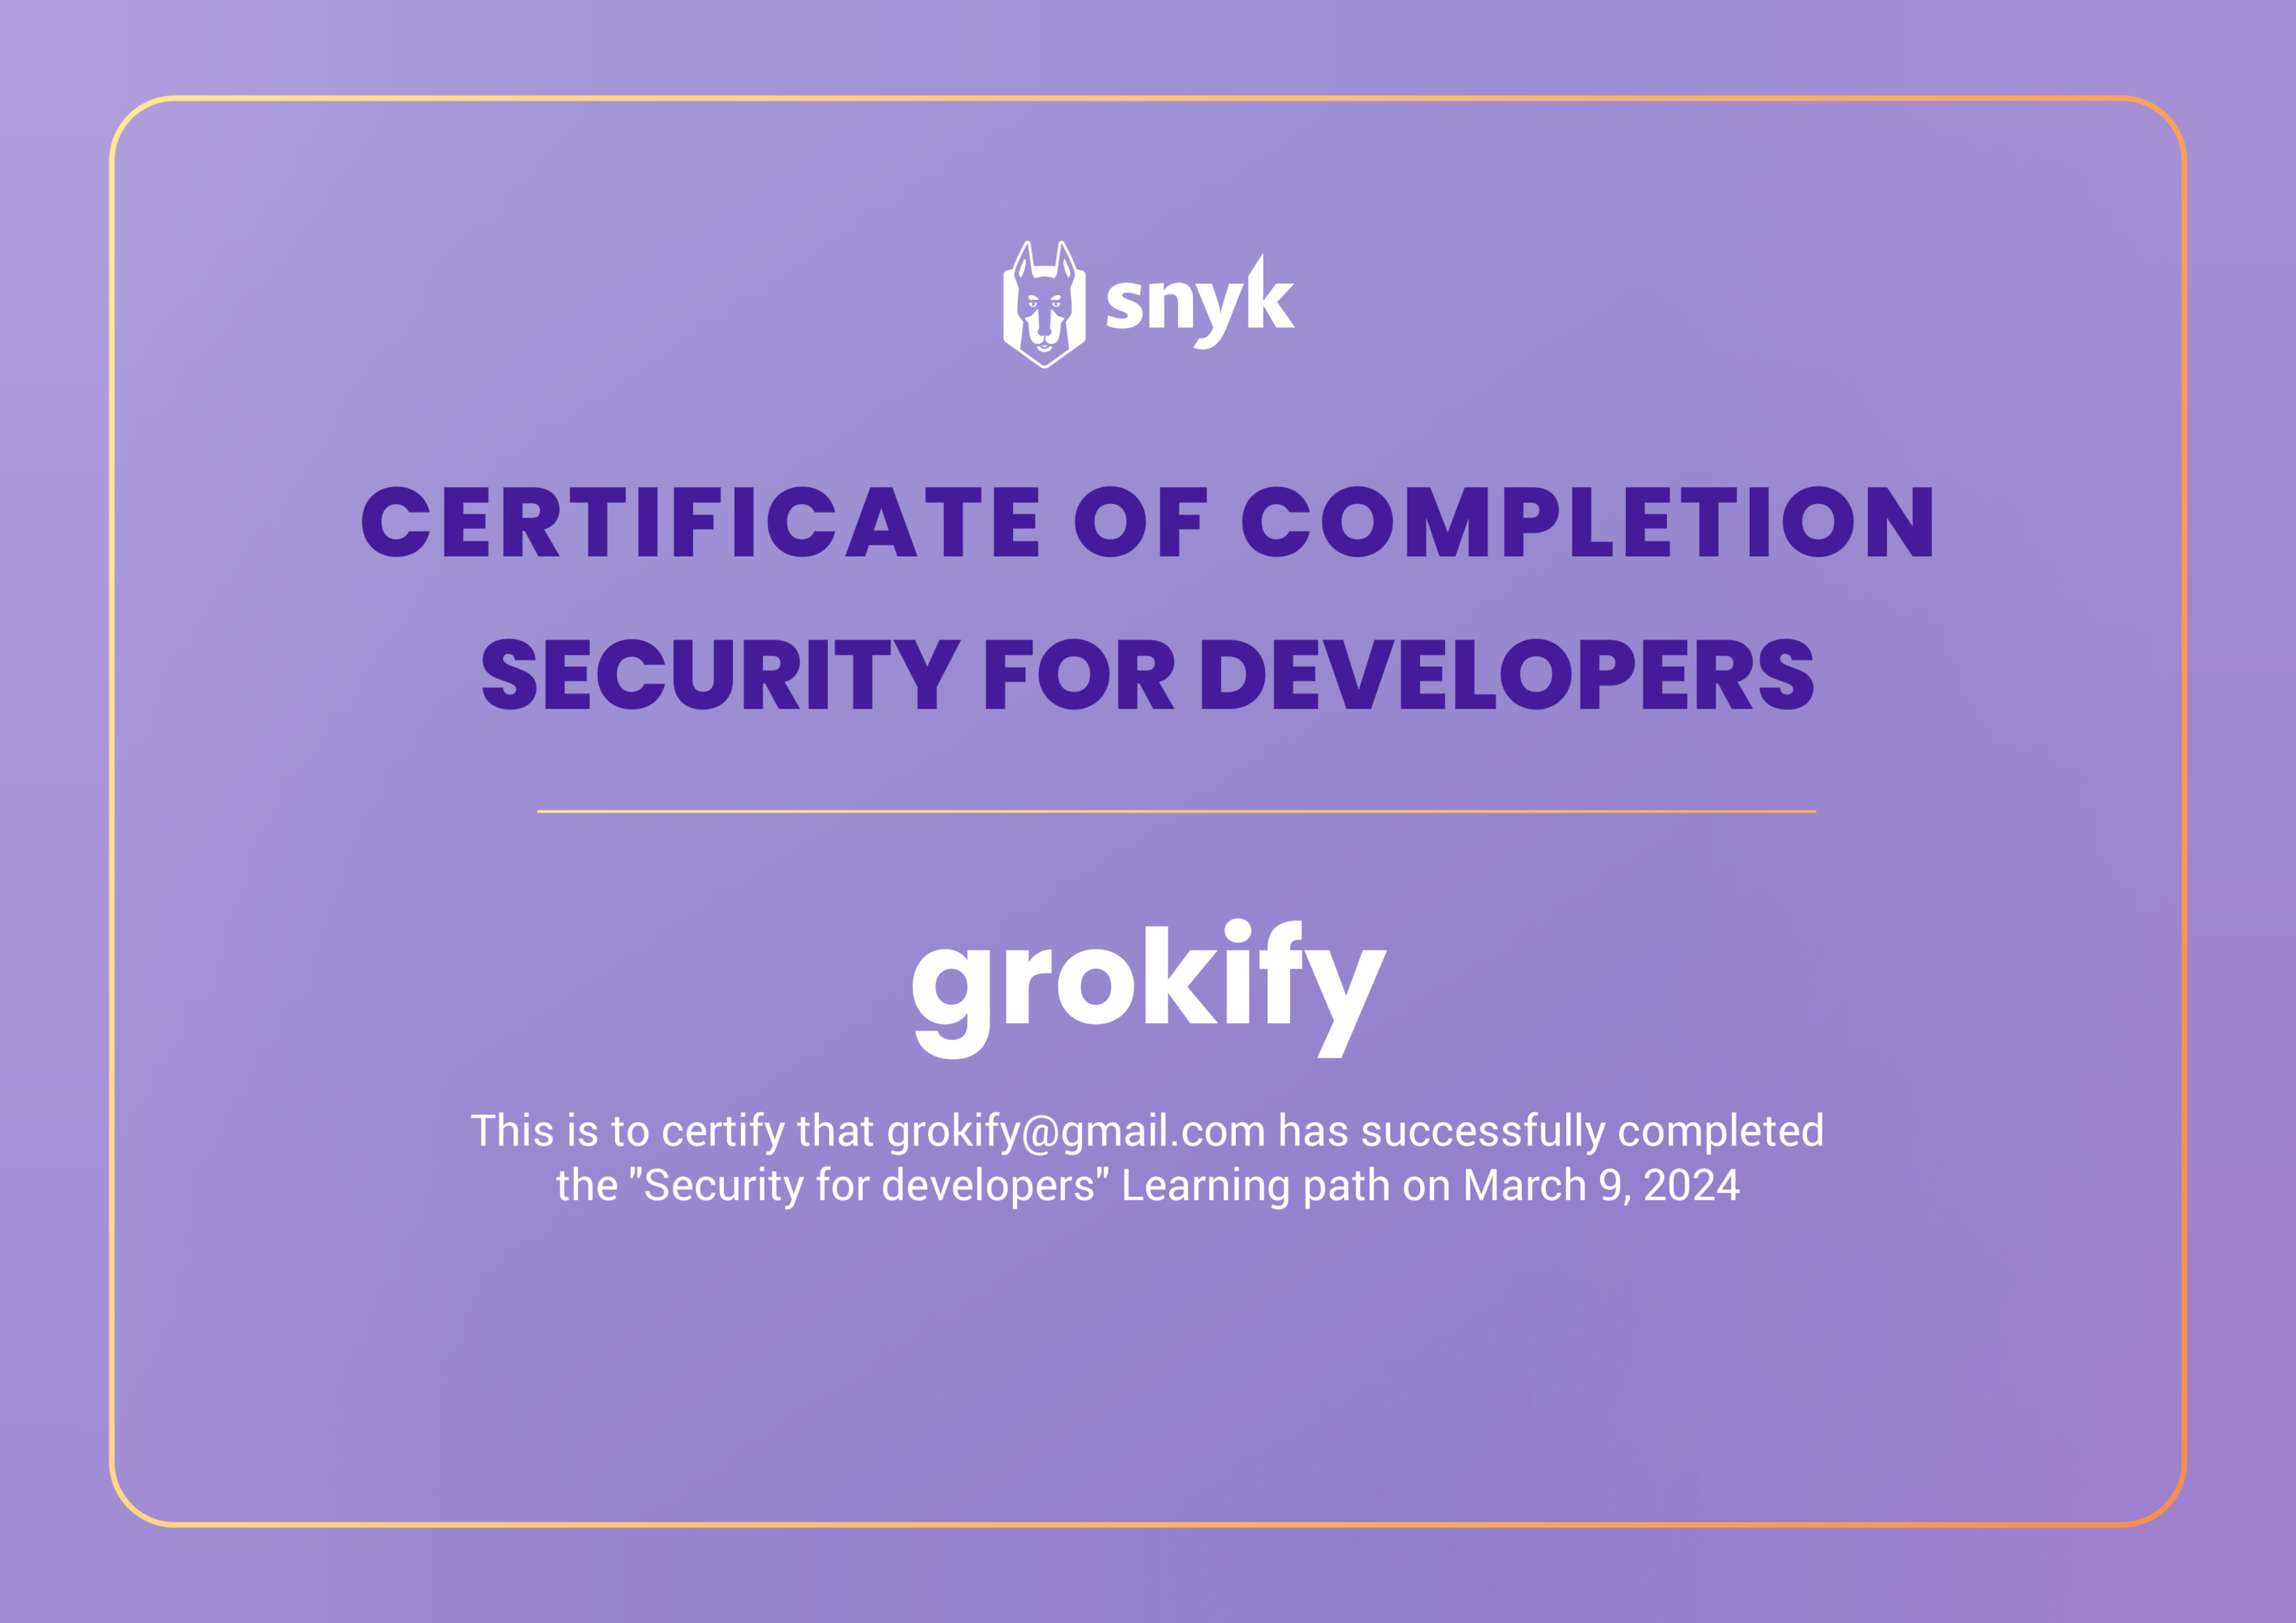 snyk
CERTIFICATE OF COMPLETION
SECURITY FOR DEVELOPERS
grokify
This is to certify that grokify@gmail.com has successfully completed
the "Security for developers" Learning path on March 9, 2024